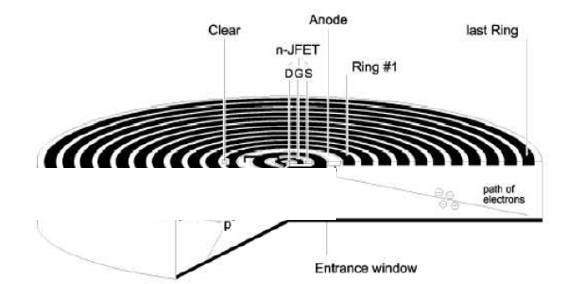 Anode
Clear
last Ring
n-JFET
Ring #1
D G S
path of
electrons
p
Entrance window